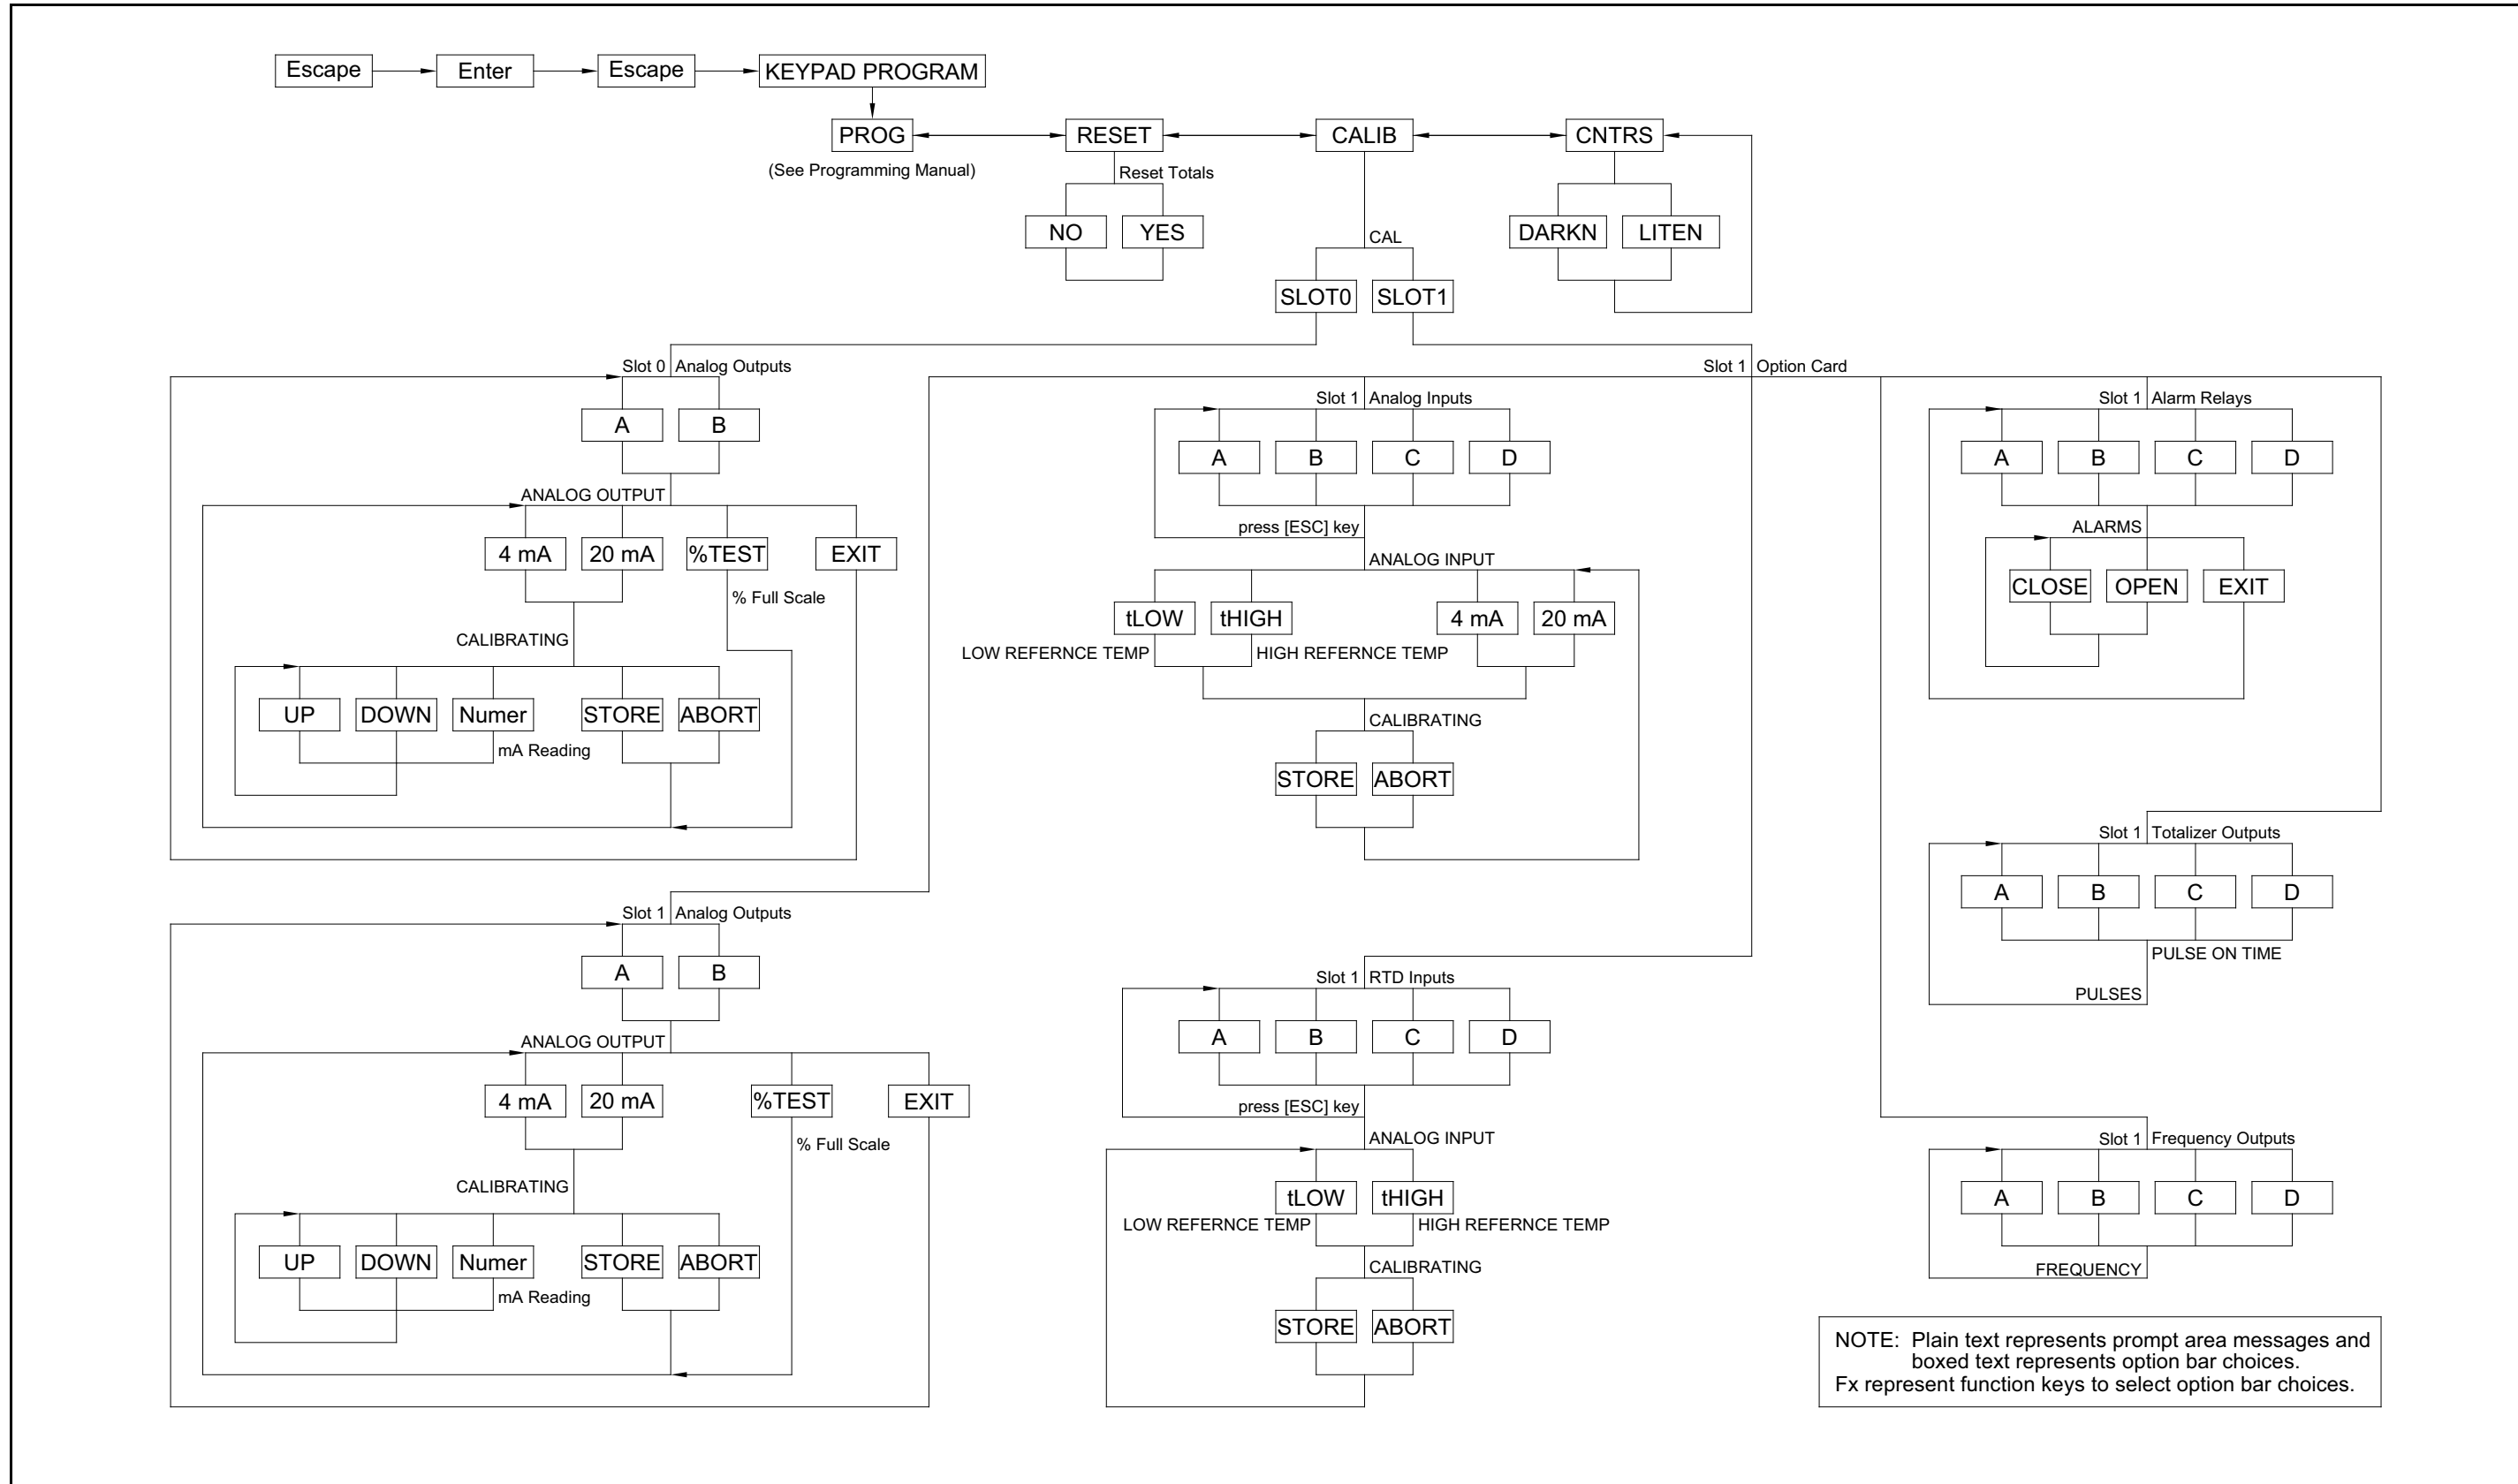 Escape
Enter
Escape
KEYPAD PROGRAM
PROG
RESET
CALIB
CNTRS
(See Programming Manual)
Reset Totals
NO
YES
DARKN
LITEN
CAL
SLOT0
SLOT1
Slot 0 Analog Outputs
A
B
ANALOG OUTPUT
4 mA
20 mA
%TEST
EXIT
% Full Scale
CALIBRATING
UP
DOWN
Numer
STORE
ABORT
mA Reading
Slot 1 Option Card
Slot 1 Analog Inputs
A
B
C
D
press [ESC] key
ANALOG INPUT
tLOW
tHIGH
4 mA
20 mA
LOW REFERNCE TEMP
HIGH REFERNCE TEMP
CALIBRATING
STORE
ABORT
Slot 1 Alarm Relays
A
B
C
D
ALARMS
CLOSE
OPEN
EXIT
Slot 1 Totalizer Outputs
A
B
C
D
PULSE ON TIME
PULSES
Slot 1 Analog Outputs
A
B
ANALOG OUTPUT
4 mA
20 mA
%TEST
EXIT
% Full Scale
CALIBRATING
UP
DOWN
Numer
STORE
ABORT
mA Reading
Slot 1 RTD Inputs
A
B
C
D
press [ESC] key
ANALOG INPUT
tLOW
tHIGH
LOW REFERNCE TEMP
HIGH REFERNCE TEMP
CALIBRATING
STORE
ABORT
Slot 1 Frequency Outputs
A
B
C
D
FREQUENCY
NOTE: Plain text represents prompt area messages and
boxed text represents option bar choices.
Fx represent function keys to select option bar choices.